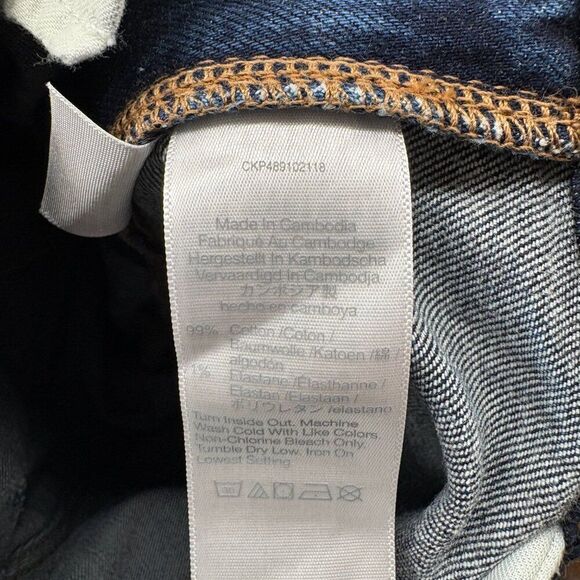 CKP489102118
Made In Cambodia
Fabriqué Au Cambodge
Hergestellt In Kambodscha
Vervaardigd In Cambodja
カンボジア製
hecho en camboya
99% Cotton /Coton /
Baumwolle /Katoen /綿 /
algodón
1% Elastane /Élasthanne /
Elastan /Elastaan /
ポリウレタン /elastano
Turn Inside Out. Machine
Wash Cold With Like Colors
Non-Chlorine Bleach Only
Tumble Dry Low. Iron On
Lowest Setting
30